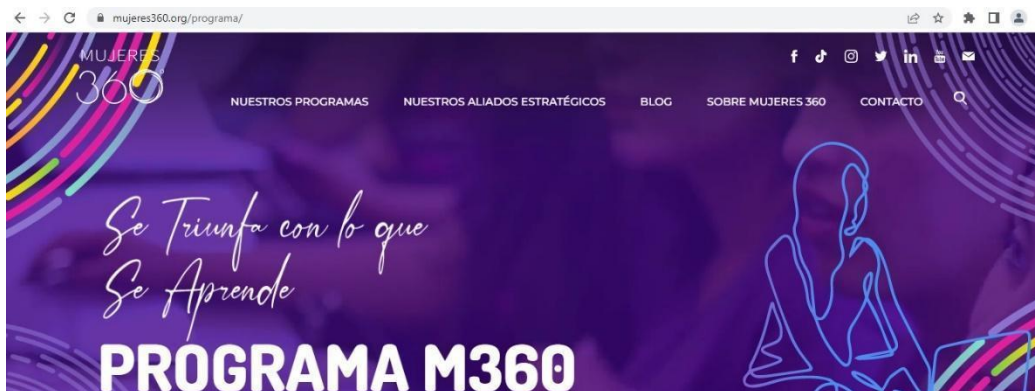 mujeres360.org/programa/
MUJERES
360°
NUESTROS PROGRAMAS NUESTROS ALIADOS ESTRATÉGICOS BLOG SOBRE MUJERES 360 CONTACTO
Se Triunfa con lo que
Se Aprende
PROGRAMA M360